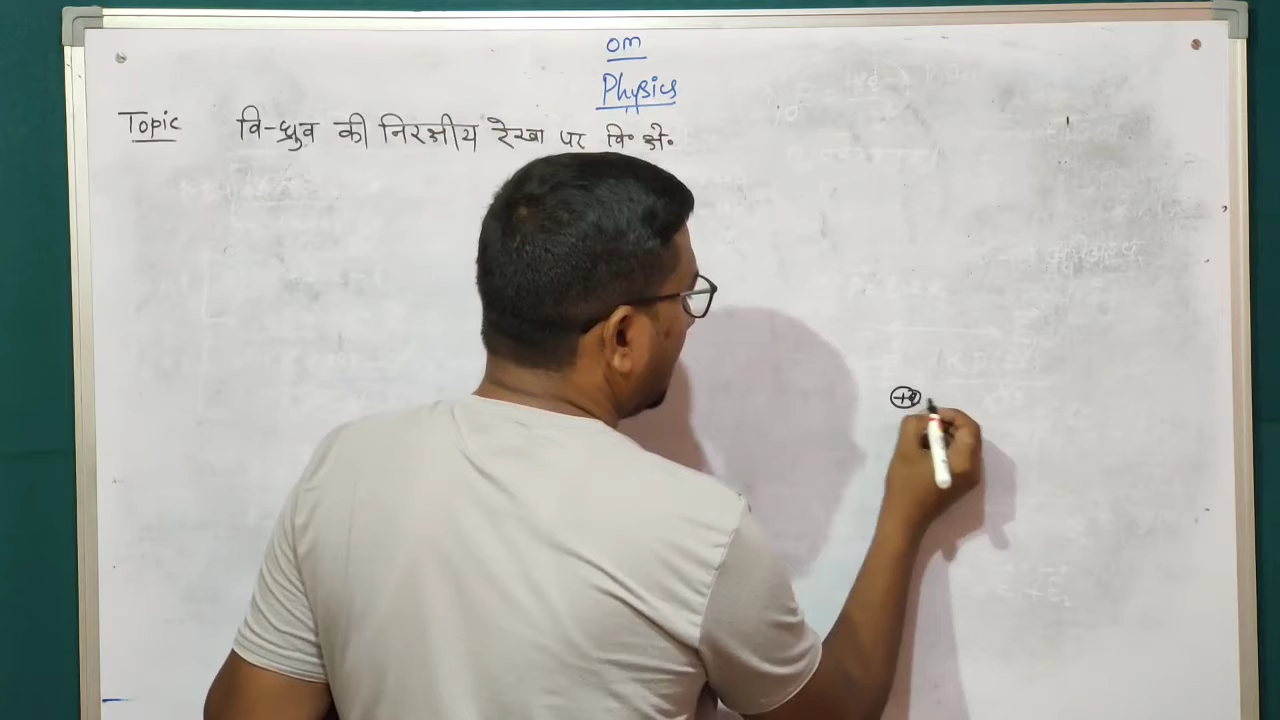 om
Physics
Topic वि-ध्रुव की निरक्षीय रेखा पर वि॰ क्षे॰
+q